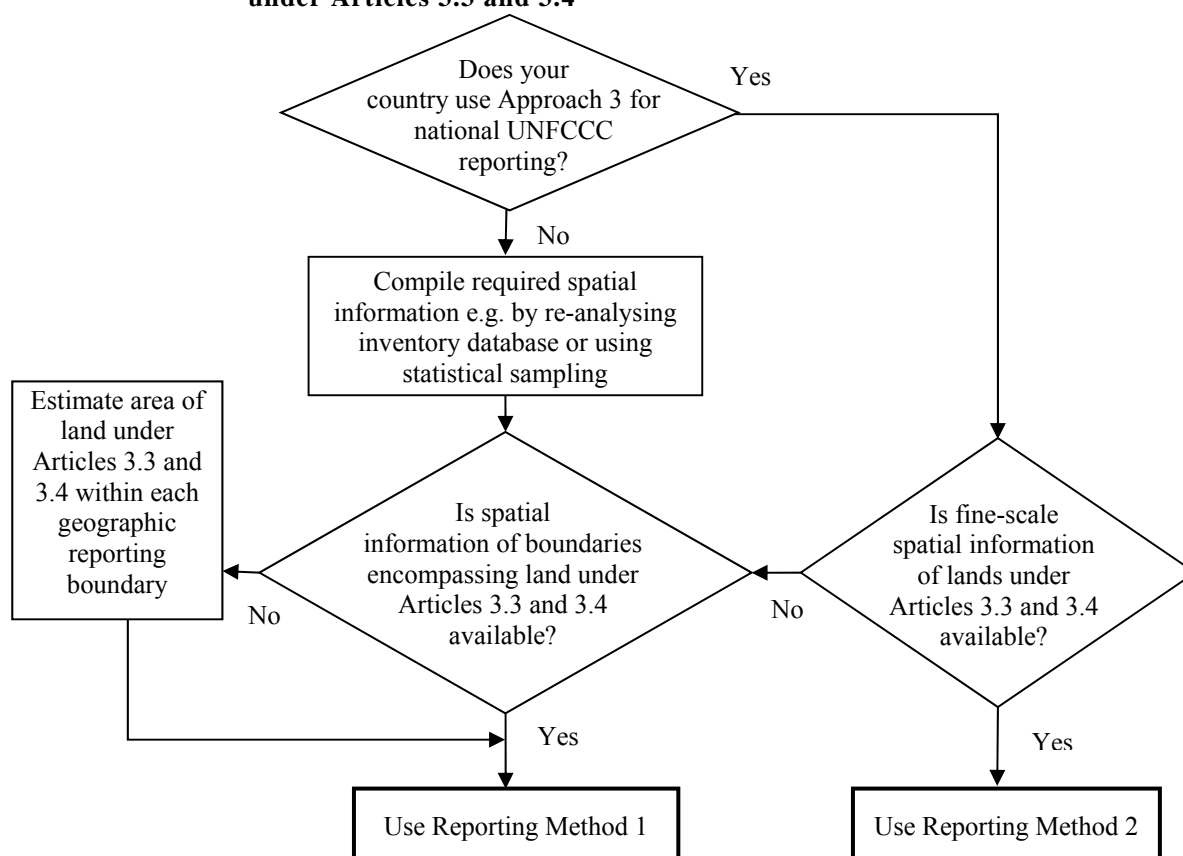 under Articles 3.3 and 3.4
Does your
country use Approach 3 for
national UNFCCC
reporting?
Yes
No
Compile required spatial
information e.g. by re-analysing
inventory database or using
statistical sampling
Estimate area of
land under
Articles 3.3 and
3.4 within each
geographic
reporting
boundary
Is spatial
information of boundaries
encompassing land under
Articles 3.3 and 3.4
available?
No
Is fine-scale
spatial information
of lands under
Articles 3.3 and 3.4
available?
No
Yes
Yes
Use Reporting Method 1
Use Reporting Method 2